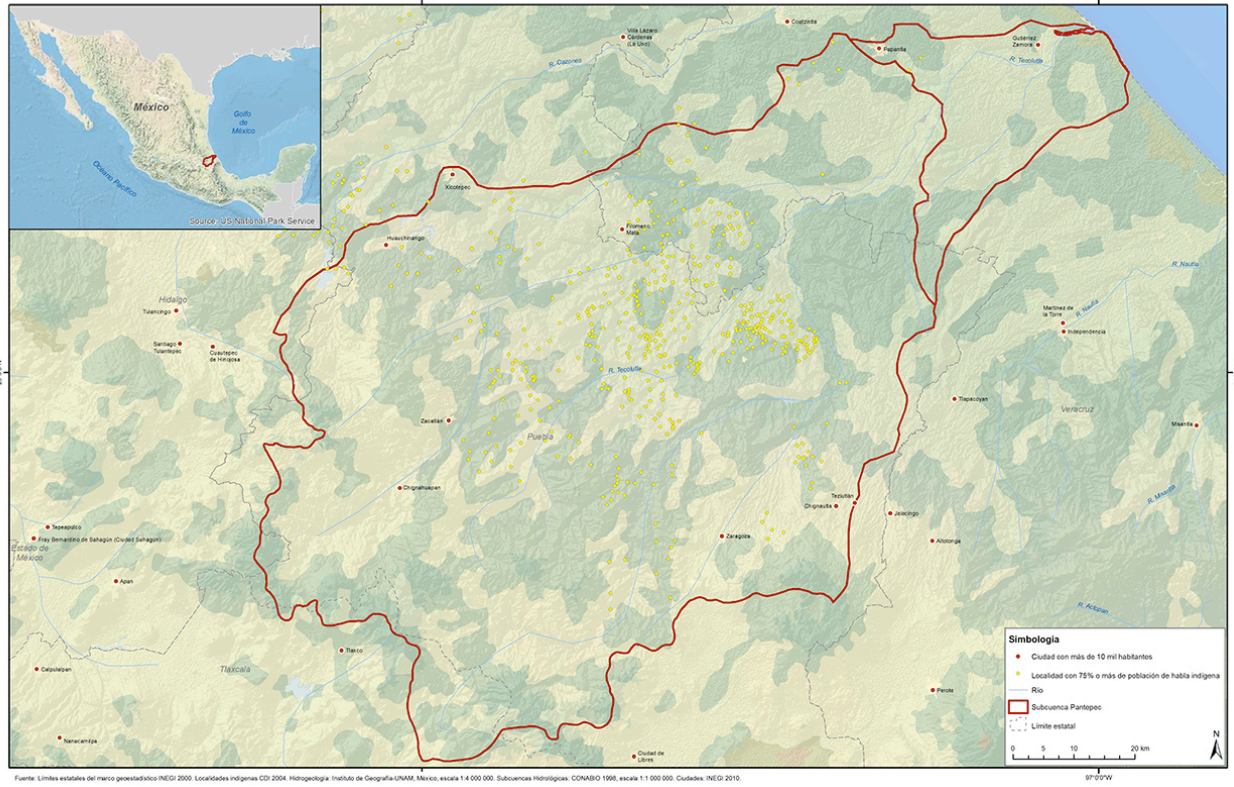 México
Golfo
de
México
Océano Pacífico
Source: US National Park Service
Villa Lázaro
Cárdenas
(La Uno)
Coatzintla
R. Cazones
Papantla
Gutiérrez
Zamora
R. Tecolutla
Xicotepec
Huauchinango
Filomeno
Mata
R. Nautla
Hidalgo
Tulancingo
Santiago
Tulantepec
Cuautepec
de Hinojosa
Martínez de
la Torre
R. Nautla
Independencia
R. Tecolutla
Tlapacoyan
Veracruz
Misantla
Zacatlán
Puebla
Chignahuapan
R. Misantla
Teziutlán
Chignautla
Jalacingo
Tepeapulco
Fray Bernardino de Sahagún (Ciudad Sahagún)
Estado de
México
Zaragoza
Altotonga
Apan
R. Actopan
Tlaxco
Calpulalpan
Tlaxcala
Perote
Nanacamilpa
Ciudad de
Libres
Simbología
Ciudad con más de 10 mil habitantes
Localidad con 75% o más de población de habla indígena
Río
Subcuenca Pantepec
Límite estatal
N
0 5 10 20 km
97°0'0"W
Fuente: Límites estatales del marco geoestadístico INEGI 2000. Localidades indígenas CDI 2004. Hidrogeología: Instituto de Geografía-UNAM, México, escala 1:4 000 000. Subcuencas Hidrológicas: CONABIO 1998, escala 1:1 000 000. Ciudades: INEGI 2010.